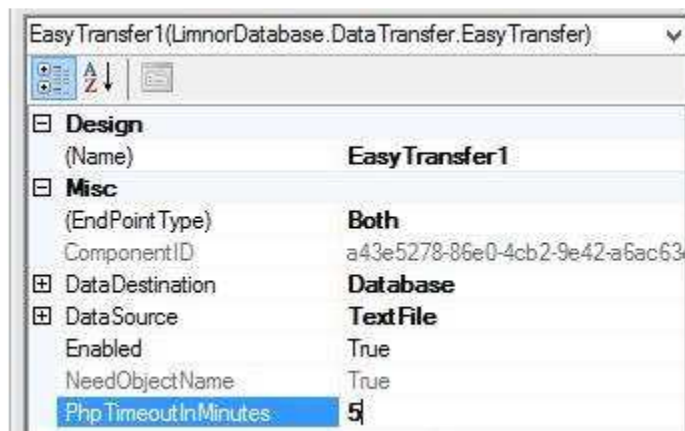 EasyTransfer1(LimnorDatabase.DataTransfer.EasyTransfer)
Design
(Name) EasyTransfer1
Misc
(EndPointType) Both
ComponentID a43e5278-86e0-4cb2-9e42-a6ac63
DataDestination Database
DataSource TextFile
Enabled True
NeedObjectName True
PhpTimeoutInMinutes 5